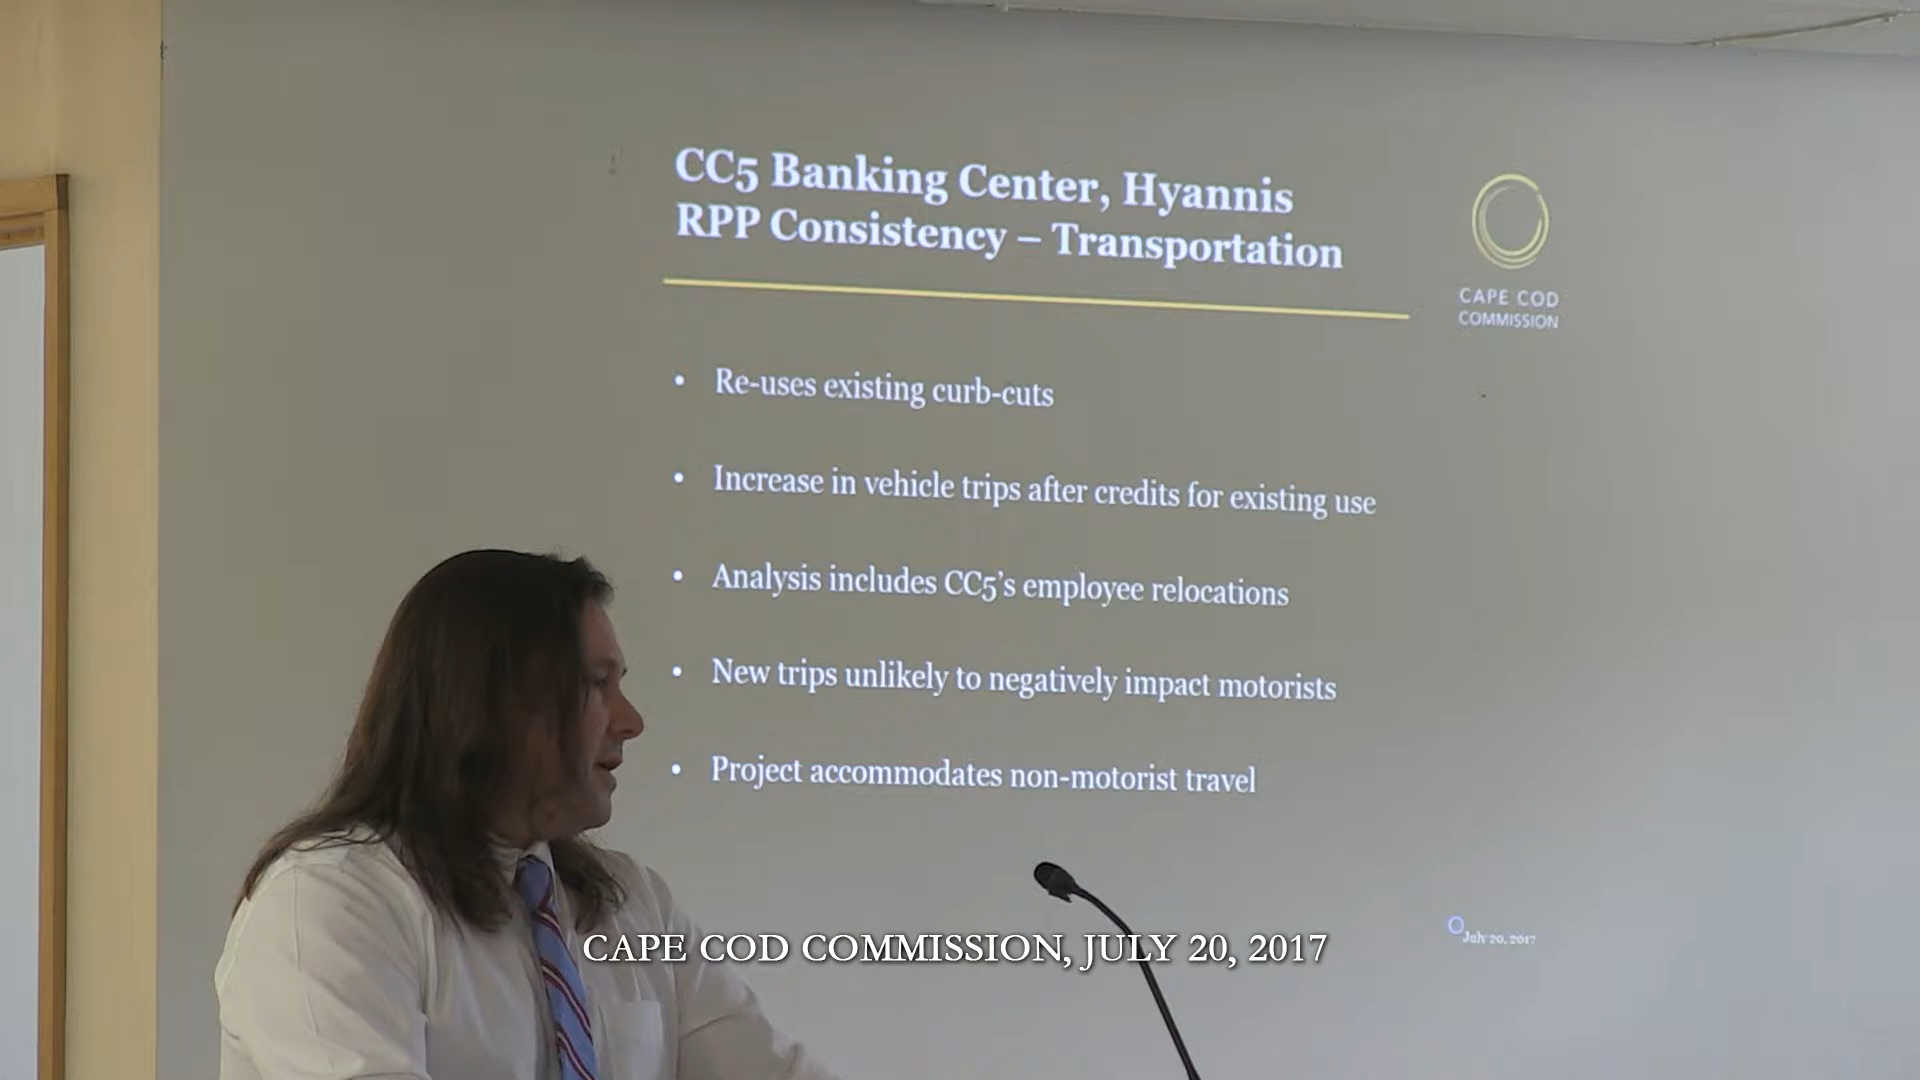 CC5 Banking Center, Hyannis
RPP Consistency – Transportation
CAPE COD
COMMISSION
• Re-uses existing curb-cuts
• Increase in vehicle trips after credits for existing use
• Analysis includes CC5's employee relocations
• New trips unlikely to negatively impact motorists
• Project accommodates non-motorist travel
July 20, 2017
CAPE COD COMMISSION, JULY 20, 2017